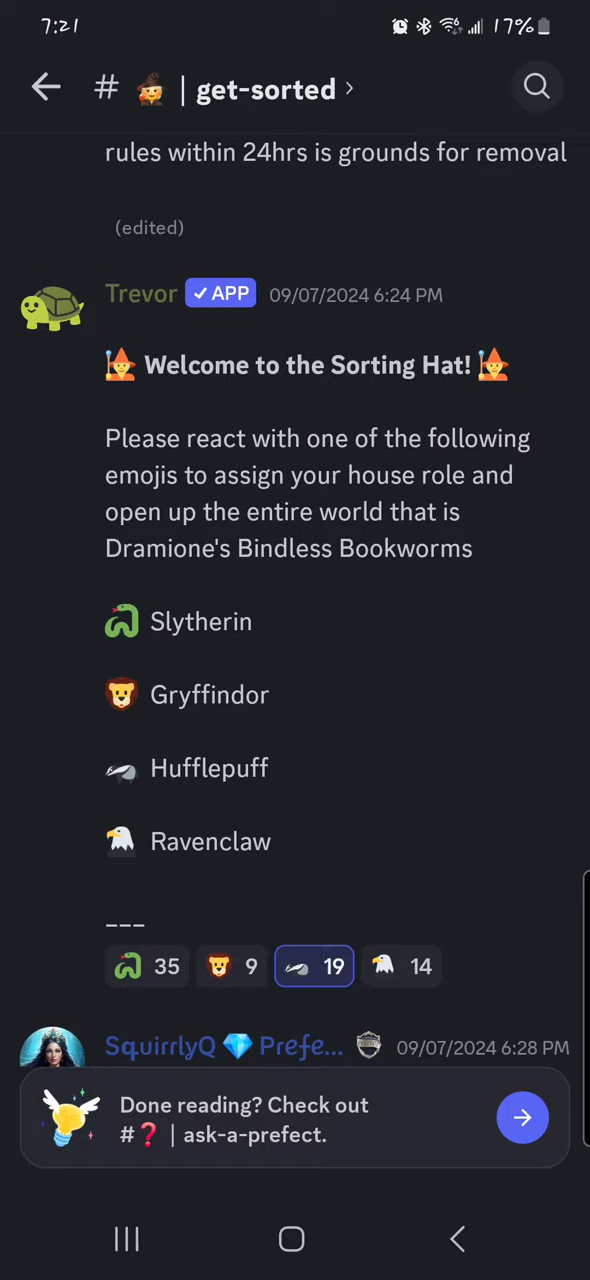 7:21 17%
# | get-sorted >
rules within 24hrs is grounds for removal
(edited)
Trevor ✓ APP 09/07/2024 6:24 PM
Welcome to the Sorting Hat!
Please react with one of the following
emojis to assign your house role and
open up the entire world that is
Dramione's Bindless Bookworms
Slytherin
Gryffindor
Hufflepuff
Ravenclaw
---
35 9 19 14
SquirrlyQ 💎 Prefe... 09/07/2024 6:28 PM
Done reading? Check out
#❓ | ask-a-prefect.